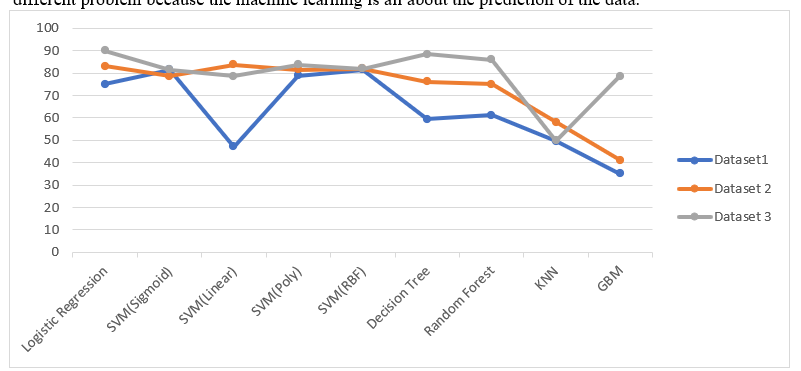 different problem because the machine learning is all about the prediction of the data.
100
90
80
70
60
50
40
30
20
10
0
Logistic Regression
SVM(Sigmoid)
SVM(Linear)
SVM(Poly)
SVM(RBF)
Decision Tree
Random Forest
KNN
GBM
Dataset1
Dataset 2
Dataset 3